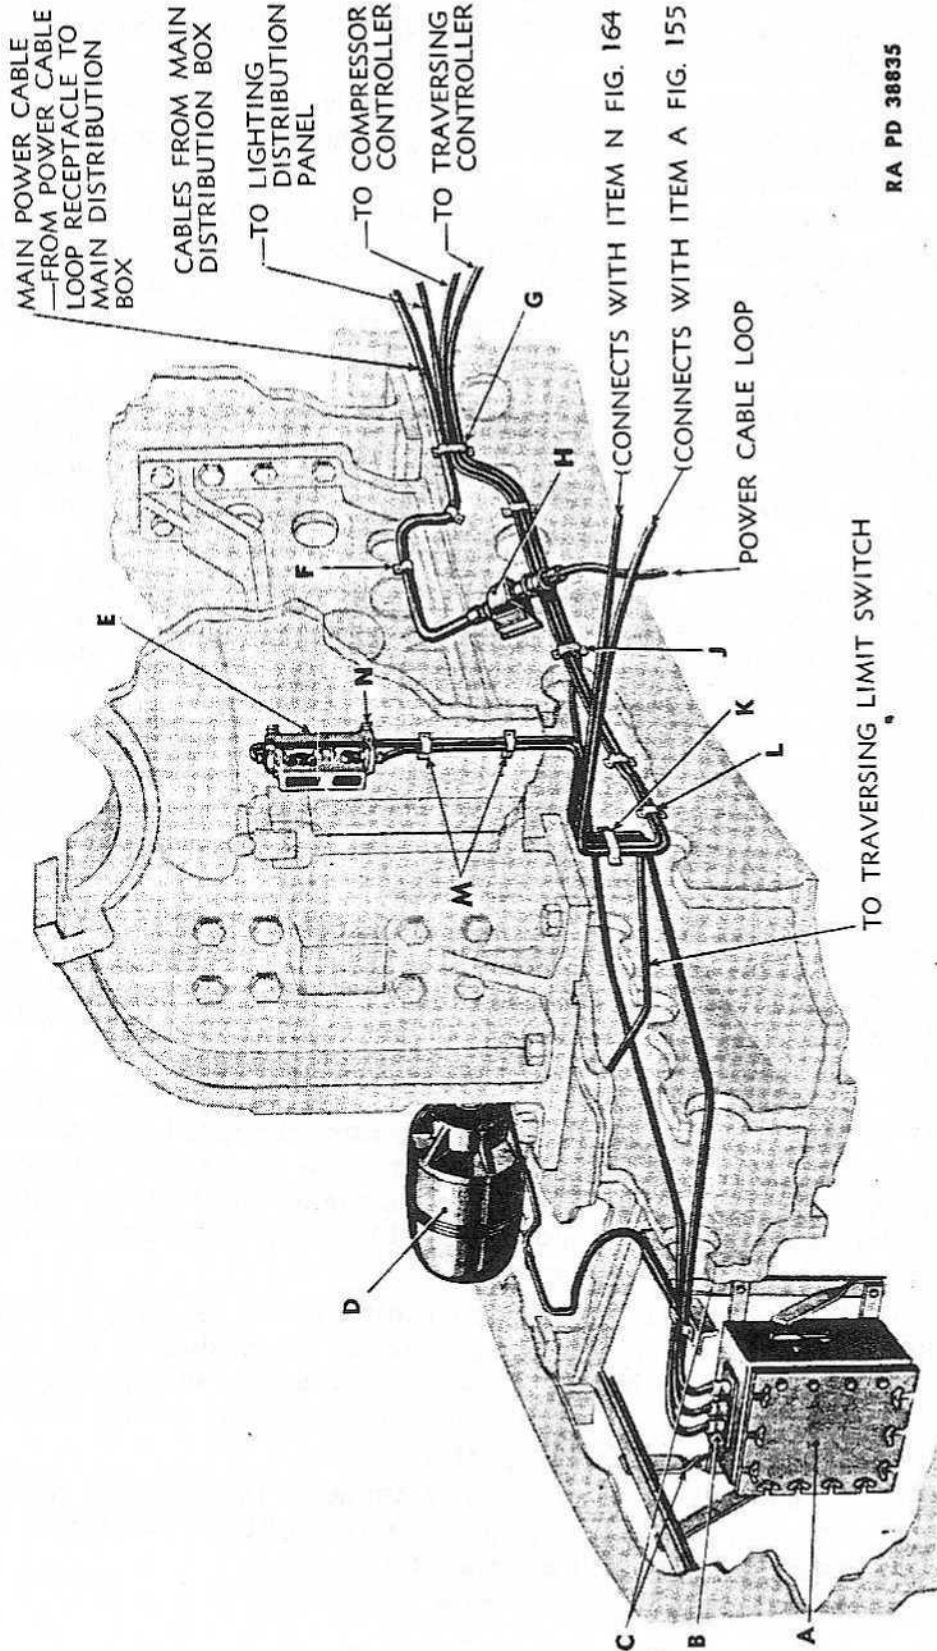 MAIN POWER CABLE
—FROM POWER CABLE
LOOP RECEPTACLE TO
MAIN DISTRIBUTION
BOX
CABLES FROM MAIN
DISTRIBUTION BOX
—TO LIGHTING
DISTRIBUTION
PANEL
—TO COMPRESSOR
CONTROLLER
—TO TRAVERSING
CONTROLLER
(CONNECTS WITH ITEM N FIG. 164
(CONNECTS WITH ITEM A FIG. 155
POWER CABLE LOOP
TO TRAVERSING LIMIT SWITCH
A
B
C
D
E
F
G
H
J
K
L
M
N
RA PD 38835